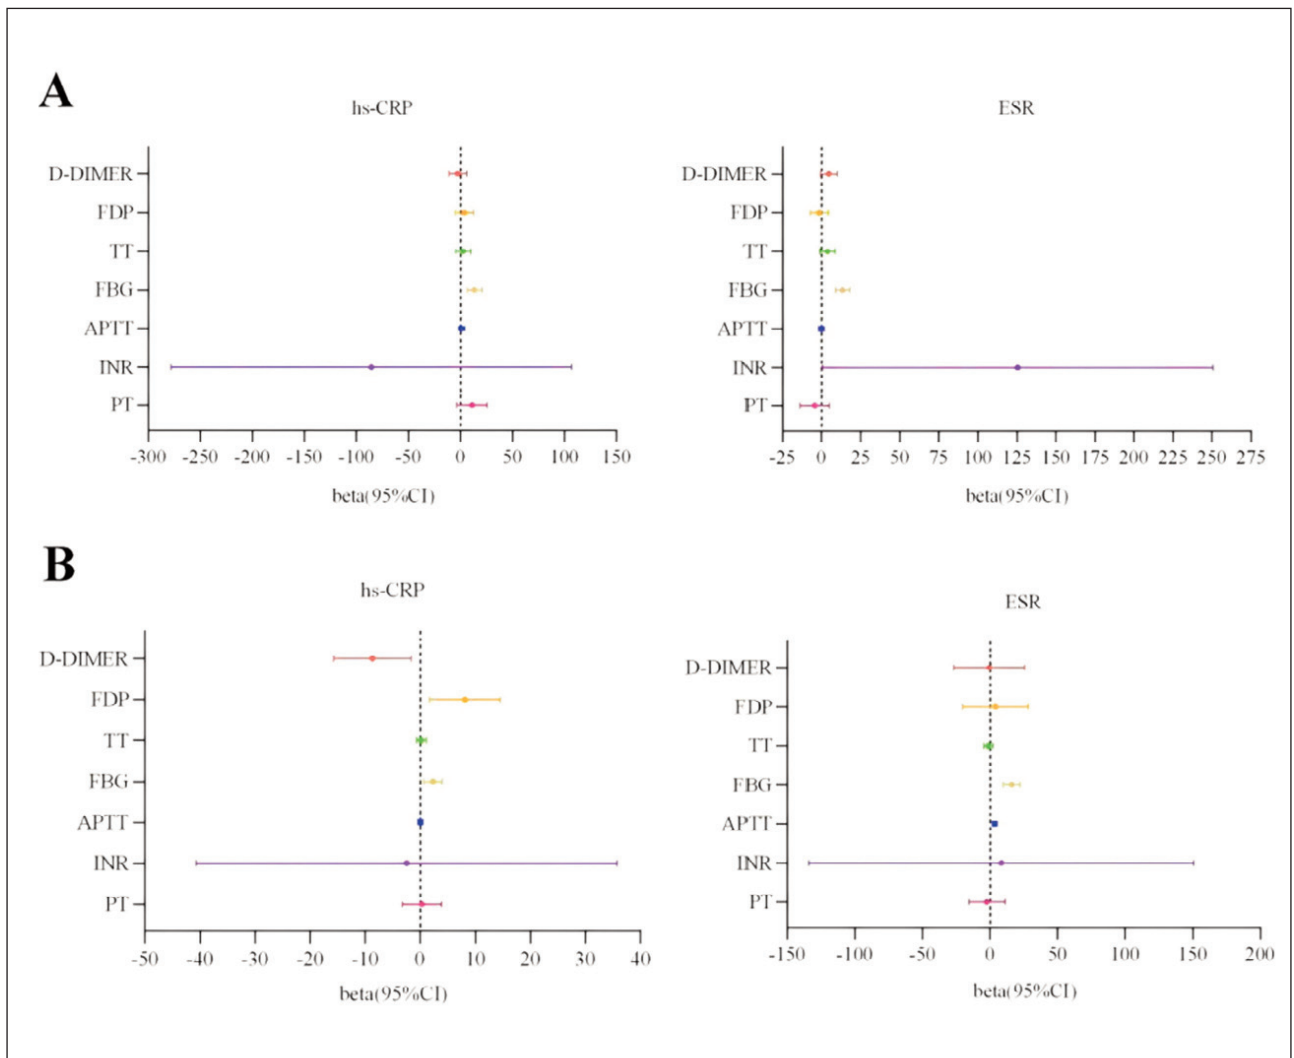 A
hs-CRP
D-DIMER
FDP
TT
FBG
APTT
INR
PT
-300 -250 -200 -150 -100 -50 0 50 100 150
beta(95%CI)
ESR
D-DIMER
FDP
TT
FBG
APTT
INR
PT
-25 0 25 50 75 100 125 150 175 200 225 250 275
beta(95%CI)
B
hs-CRP
D-DIMER
FDP
TT
FBG
APTT
INR
PT
-50 -40 -30 -20 -10 0 10 20 30 40
beta(95%CI)
ESR
D-DIMER
FDP
TT
FBG
APTT
INR
PT
-150 -100 -50 0 50 100 150 200
beta(95%CI)